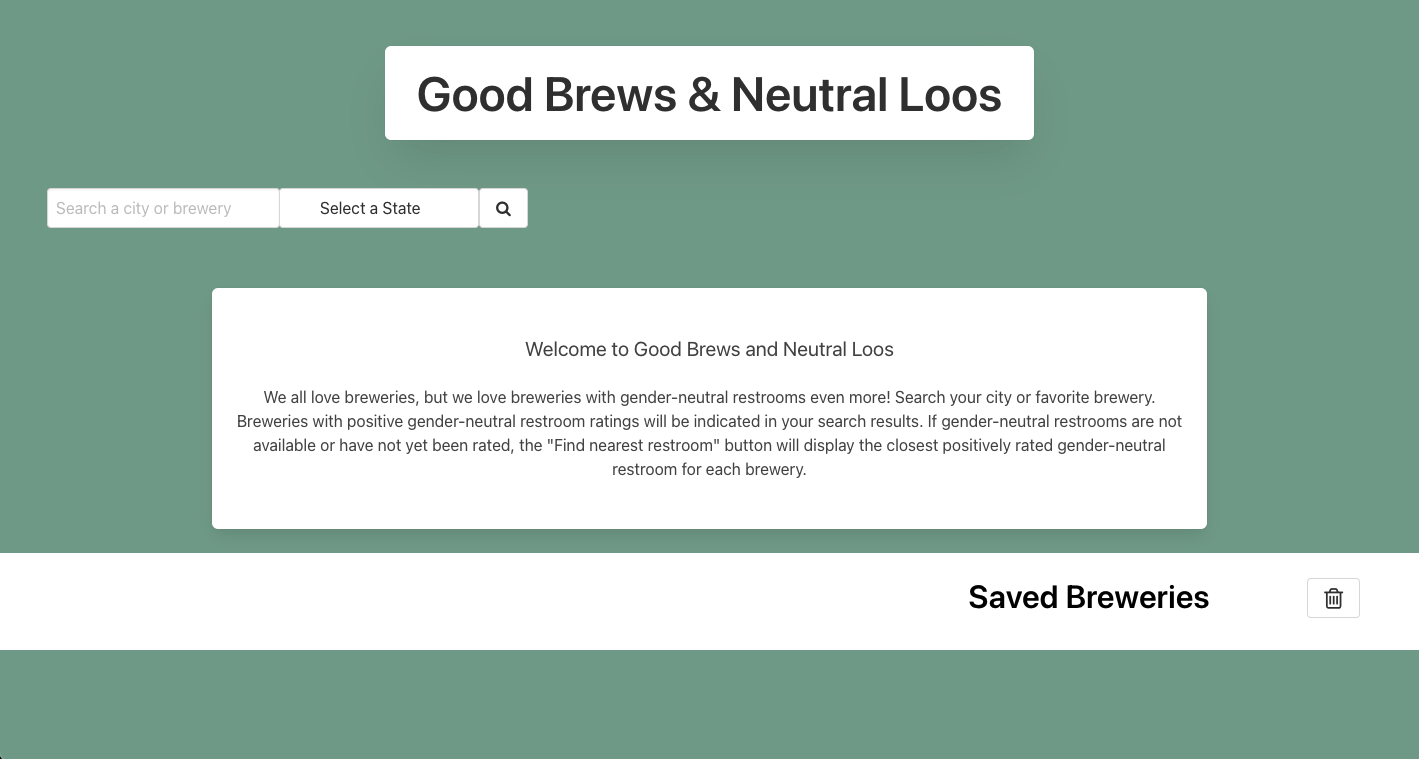 Good Brews & Neutral Loos
Search a city or brewery
Select a State
Welcome to Good Brews and Neutral Loos
We all love breweries, but we love breweries with gender-neutral restrooms even more! Search your city or favorite brewery.
Breweries with positive gender-neutral restroom ratings will be indicated in your search results. If gender-neutral restrooms are not
available or have not yet been rated, the "Find nearest restroom" button will display the closest positively rated gender-neutral
restroom for each brewery.
Saved Breweries